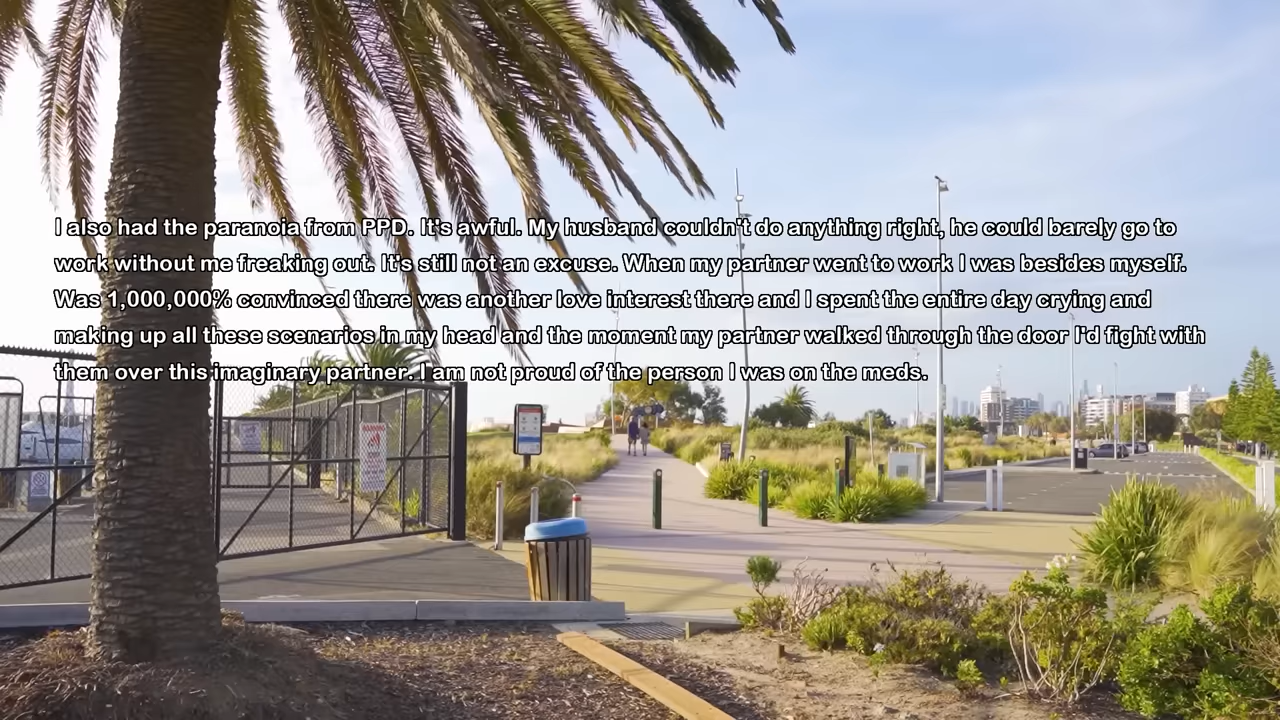 I also had the paranoia from PPD. It's awful. My husband couldn't do anything right, he could barely go to
work without me freaking out. It's still not an excuse. When my partner went to work I was besides myself.
Was 1,000,000% convinced there was another love interest there and I spent the entire day crying and
making up all these scenarios in my head and the moment my partner walked through the door I'd fight with
them over this imaginary partner. I am not proud of the person I was on the meds.